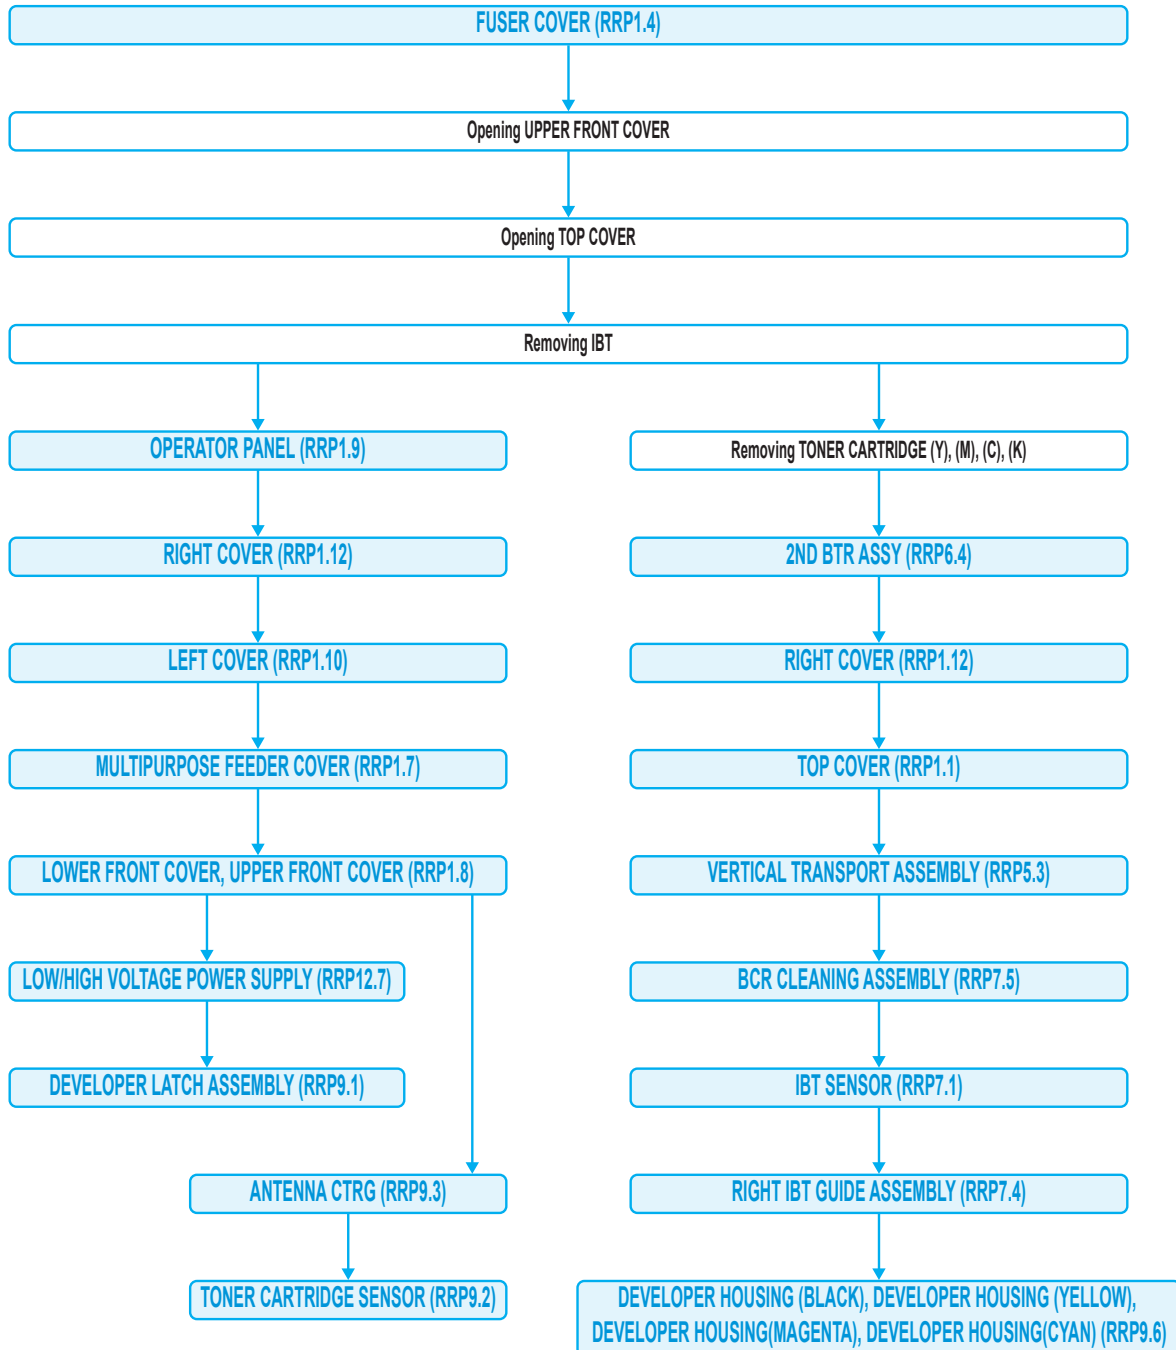 FUSER COVER (RRP1.4)
Opening UPPER FRONT COVER
Opening TOP COVER
Removing IBT
OPERATOR PANEL (RRP1.9)
RIGHT COVER (RRP1.12)
LEFT COVER (RRP1.10)
MULTIPURPOSE FEEDER COVER (RRP1.7)
LOWER FRONT COVER, UPPER FRONT COVER (RRP1.8)
LOW/HIGH VOLTAGE POWER SUPPLY (RRP12.7)
DEVELOPER LATCH ASSEMBLY (RRP9.1)
ANTENNA CTRG (RRP9.3)
TONER CARTRIDGE SENSOR (RRP9.2)
Removing TONER CARTRIDGE (Y), (M), (C), (K)
2ND BTR ASSY (RRP6.4)
RIGHT COVER (RRP1.12)
TOP COVER (RRP1.1)
VERTICAL TRANSPORT ASSEMBLY (RRP5.3)
BCR CLEANING ASSEMBLY (RRP7.5)
IBT SENSOR (RRP7.1)
RIGHT IBT GUIDE ASSEMBLY (RRP7.4)
DEVELOPER HOUSING (BLACK), DEVELOPER HOUSING (YELLOW),
DEVELOPER HOUSING(MAGENTA), DEVELOPER HOUSING(CYAN) (RRP9.6)